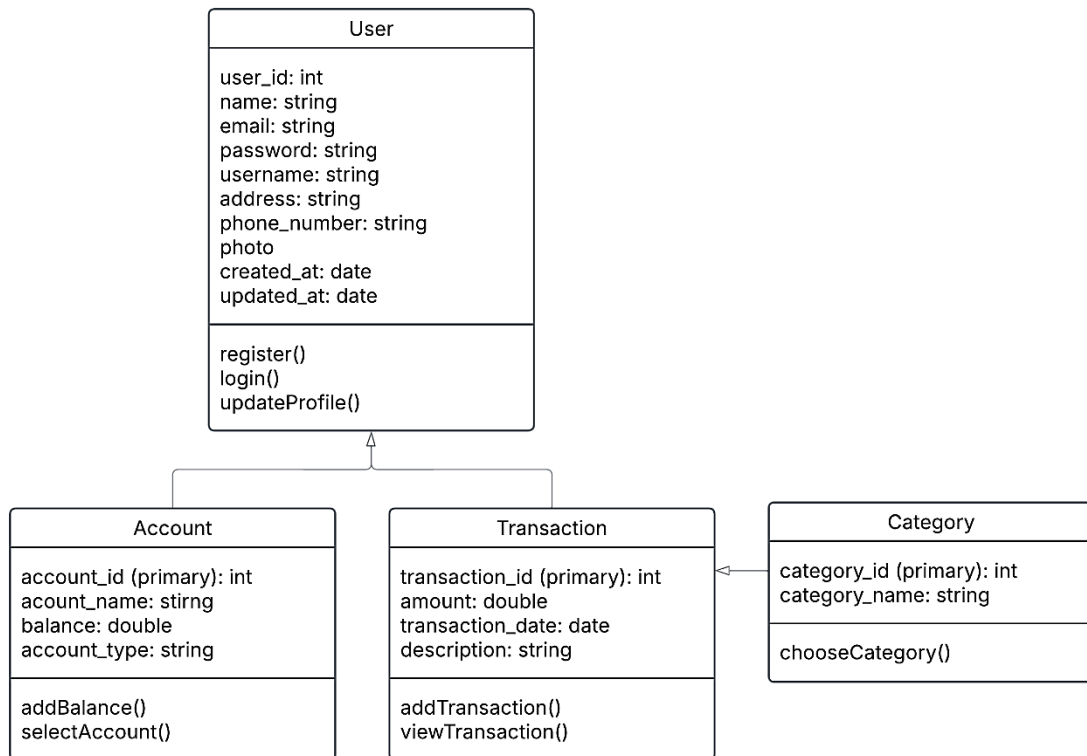 User
user_id: int
name: string
email: string
password: string
username: string
address: string
phone_number: string
photo
created_at: date
updated_at: date
register()
login()
updateProfile()
Account
account_id (primary): int
acount_name: stirng
balance: double
account_type: string
addBalance()
selectAccount()
Transaction
transaction_id (primary): int
amount: double
transaction_date: date
description: string
addTransaction()
viewTransaction()
Category
category_id (primary): int
category_name: string
chooseCategory()